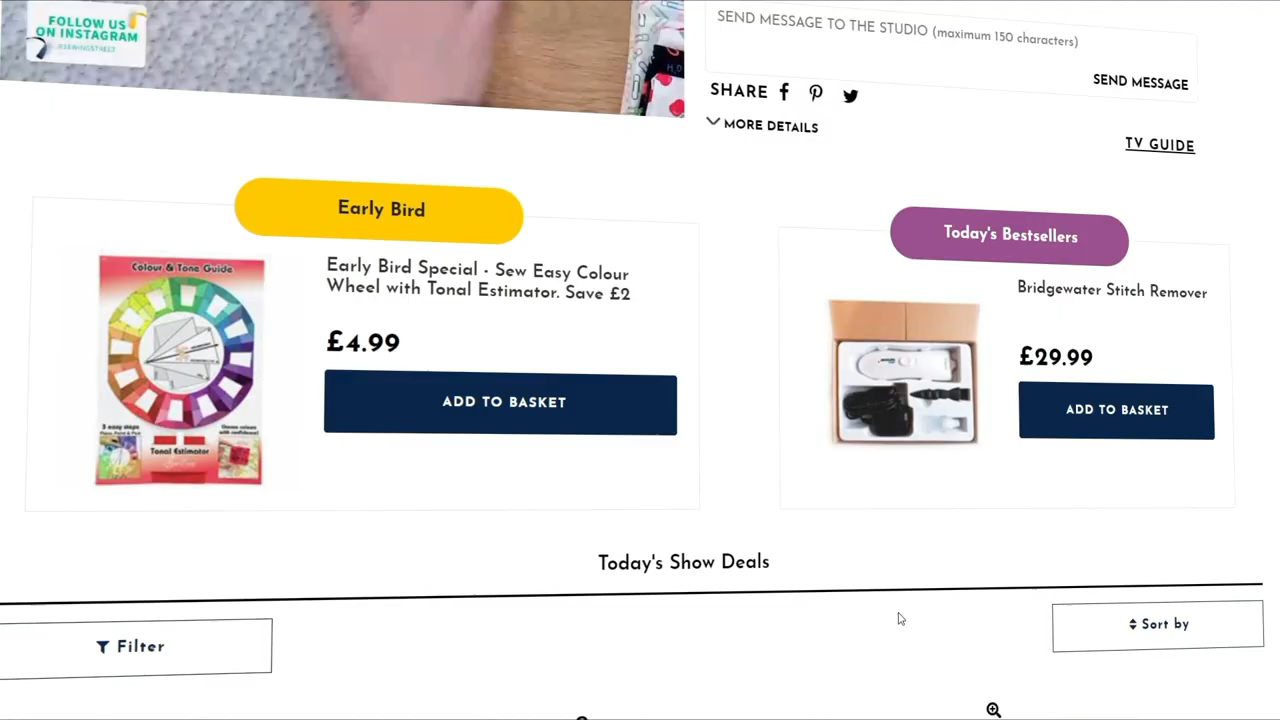 FOLLOW US
ON INSTAGRAM
@SEWINGSTREET
SEND MESSAGE TO THE STUDIO (maximum 150 characters)
SEND MESSAGE
SHARE
MORE DETAILS
TV GUIDE
Early Bird
Colour & Tone Guide
3 easy steps
Tonal Estimator
Early Bird Special - Sew Easy Colour
Wheel with Tonal Estimator. Save £2
£4.99
ADD TO BASKET
Today's Bestsellers
Bridgewater Stitch Remover
£29.99
ADD TO BASKET
Today's Show Deals
Filter
Sort by